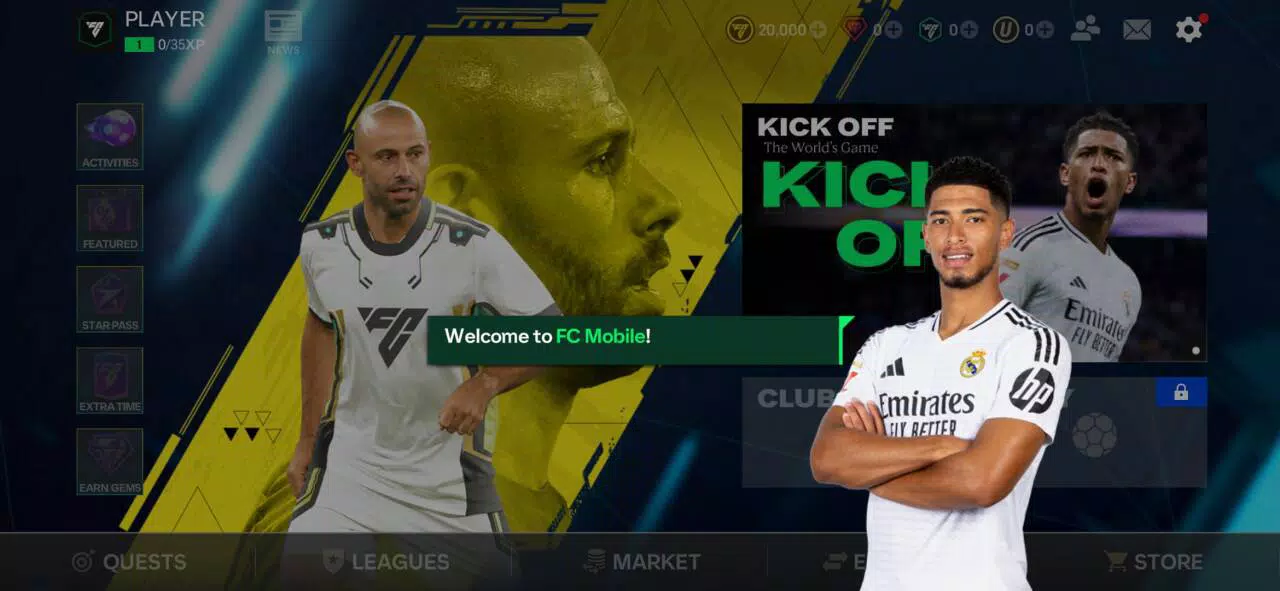 PLAYER
1 0/35XP
NEWS
20,000
0
0
0
ACTIVITIES
FEATURED
STAR PASS
EXTRA TIME
EARN GEMS
KICK OFF
The World's Game
KICK
OF
Emirates
FLY BETTER
FC
Welcome to FC Mobile!
CLUB
Emirates
FLY BETTER
hp
QUESTS
LEAGUES
MARKET
E
STORE